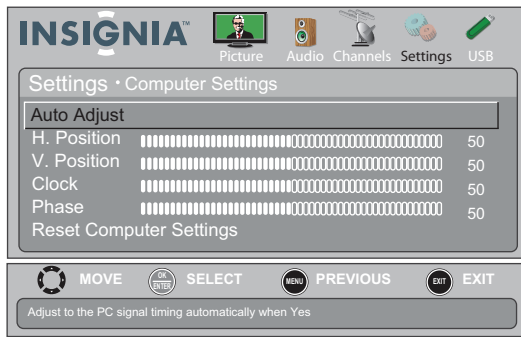 INSIGNIA™
Picture Audio Channels Settings USB
Settings • Computer Settings
Auto Adjust
H. Position 50
V. Position 50
Clock 50
Phase 50
Reset Computer Settings
MOVE OK ENTER SELECT MENU PREVIOUS EXIT EXIT
Adjust to the PC signal timing automatically when Yes